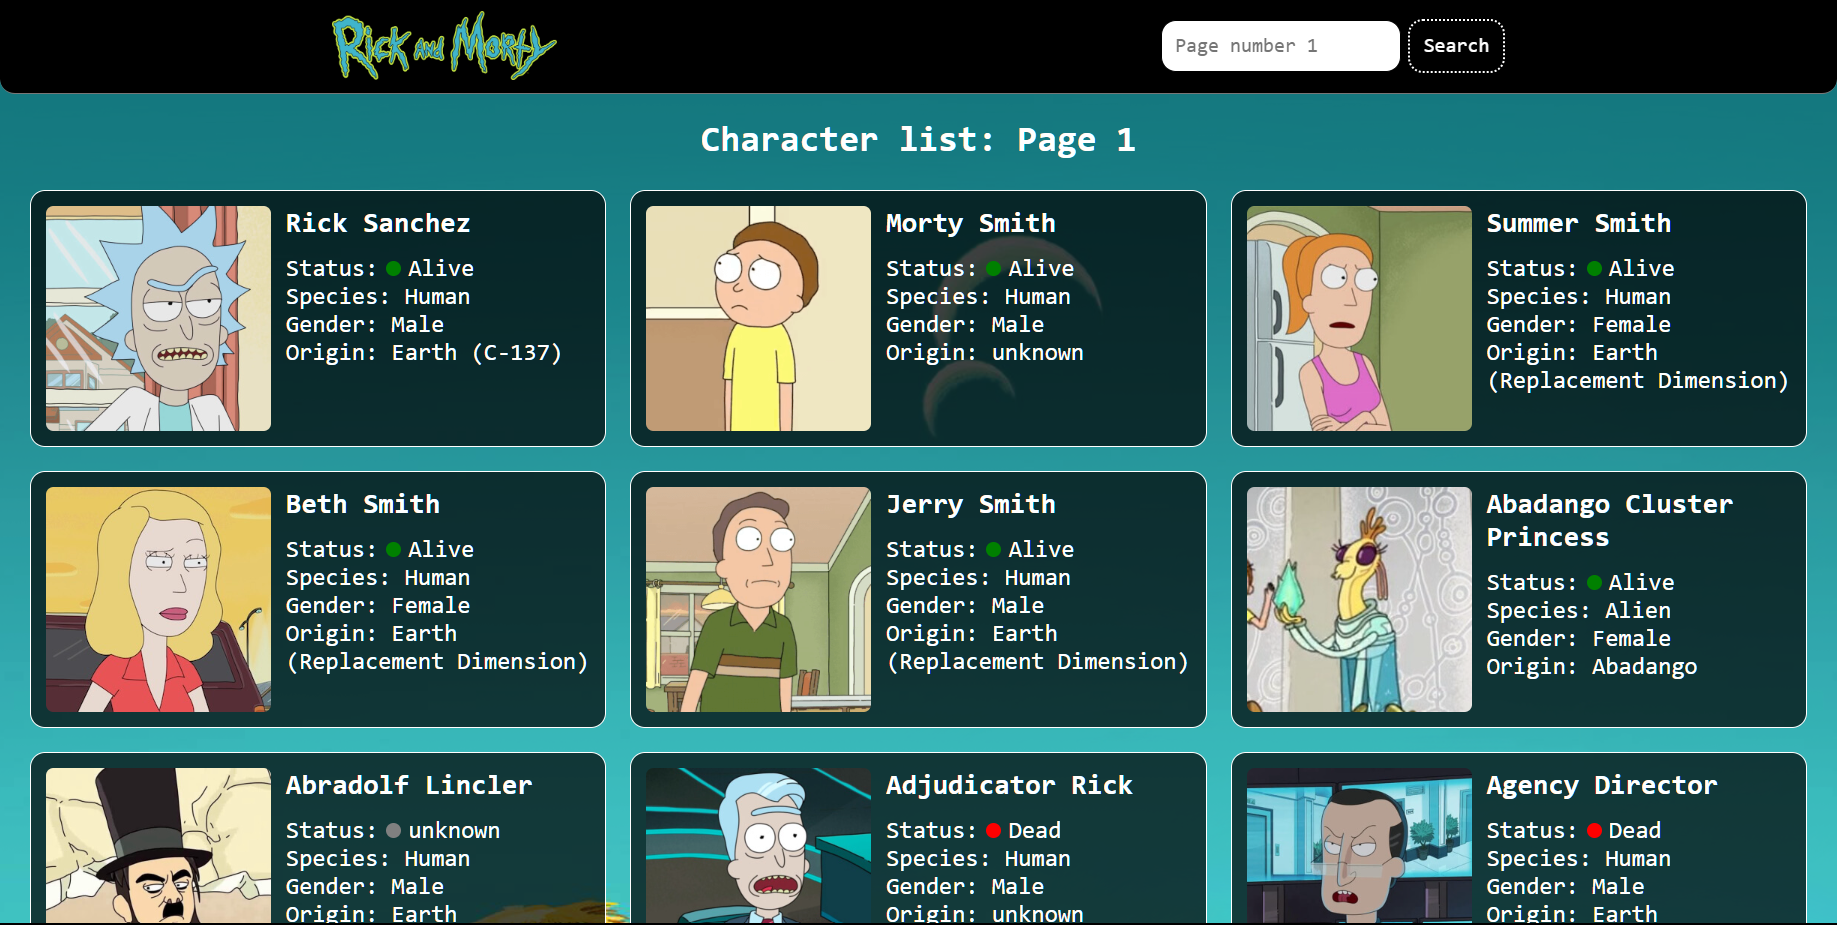 Rick and Morty
Page number 1
Search
Character list: Page 1
Rick Sanchez
Status: Alive
Species: Human
Gender: Male
Origin: Earth (C-137)
Morty Smith
Status: Alive
Species: Human
Gender: Male
Origin: unknown
Summer Smith
Status: Alive
Species: Human
Gender: Female
Origin: Earth
(Replacement Dimension)
Beth Smith
Status: Alive
Species: Human
Gender: Female
Origin: Earth
(Replacement Dimension)
Jerry Smith
Status: Alive
Species: Human
Gender: Male
Origin: Earth
(Replacement Dimension)
Abadango Cluster
Princess
Status: Alive
Species: Alien
Gender: Female
Origin: Abadango
Abradolf Lincler
Status: unknown
Species: Human
Gender: Male
Origin: Earth
Adjudicator Rick
Status: Dead
Species: Human
Gender: Male
Origin: unknown
Agency Director
Status: Dead
Species: Human
Gender: Male
Origin: Earth